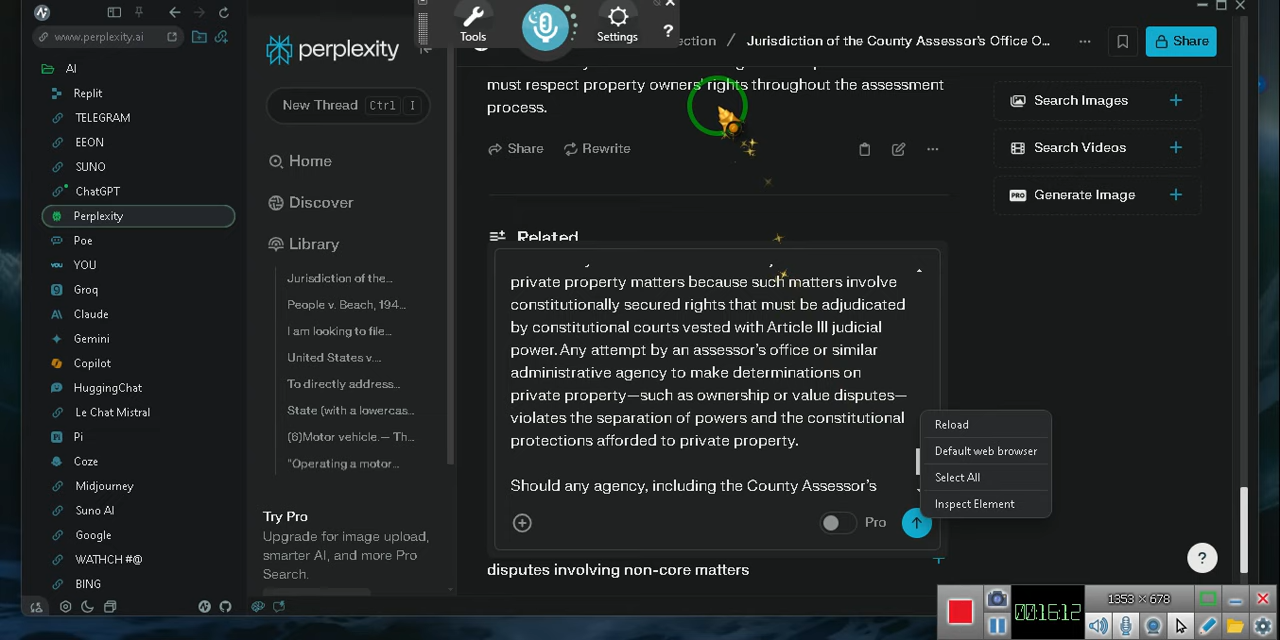 Tools
Settings
?
www.perplexity.ai
AI
Replit
TELEGRAM
EEON
SUNO
ChatGPT
Perplexity
Poe
YOU
Groq
Claude
Gemini
Copilot
HuggingChat
Le Chat Mistral
Pi
Coze
Midjourney
Suno AI
Google
WATHCH #@
BING
perplexity
New Thread Ctrl I
Home
Discover
Library
Jurisdiction of the...
People v. Beach, 194...
I am looking to file...
United States v....
To directly address...
State (with a lowercas...
(6)Motor vehicle.— Th...
"Operating a motor...
Try Pro
Upgrade for image upload,
smarter AI, and more Pro
Search.
ection / Jurisdiction of the County Assessor's Office O...
Share
must respect property owners' rights throughout the assessment
process.
Share Rewrite
Related
private property matters because such matters involve
constitutionally secured rights that must be adjudicated
by constitutional courts vested with Article III judicial
power. Any attempt by an assessor's office or similar
administrative agency to make determinations on
private property—such as ownership or value disputes—
violates the separation of powers and the constitutional
protections afforded to private property.
Should any agency, including the County Assessor's
Pro
disputes involving non-core matters
Search Images
Search Videos
PRO Generate Image
Reload
Default web browser
Select All
Inspect Element
?
1353 × 678
00:16:12